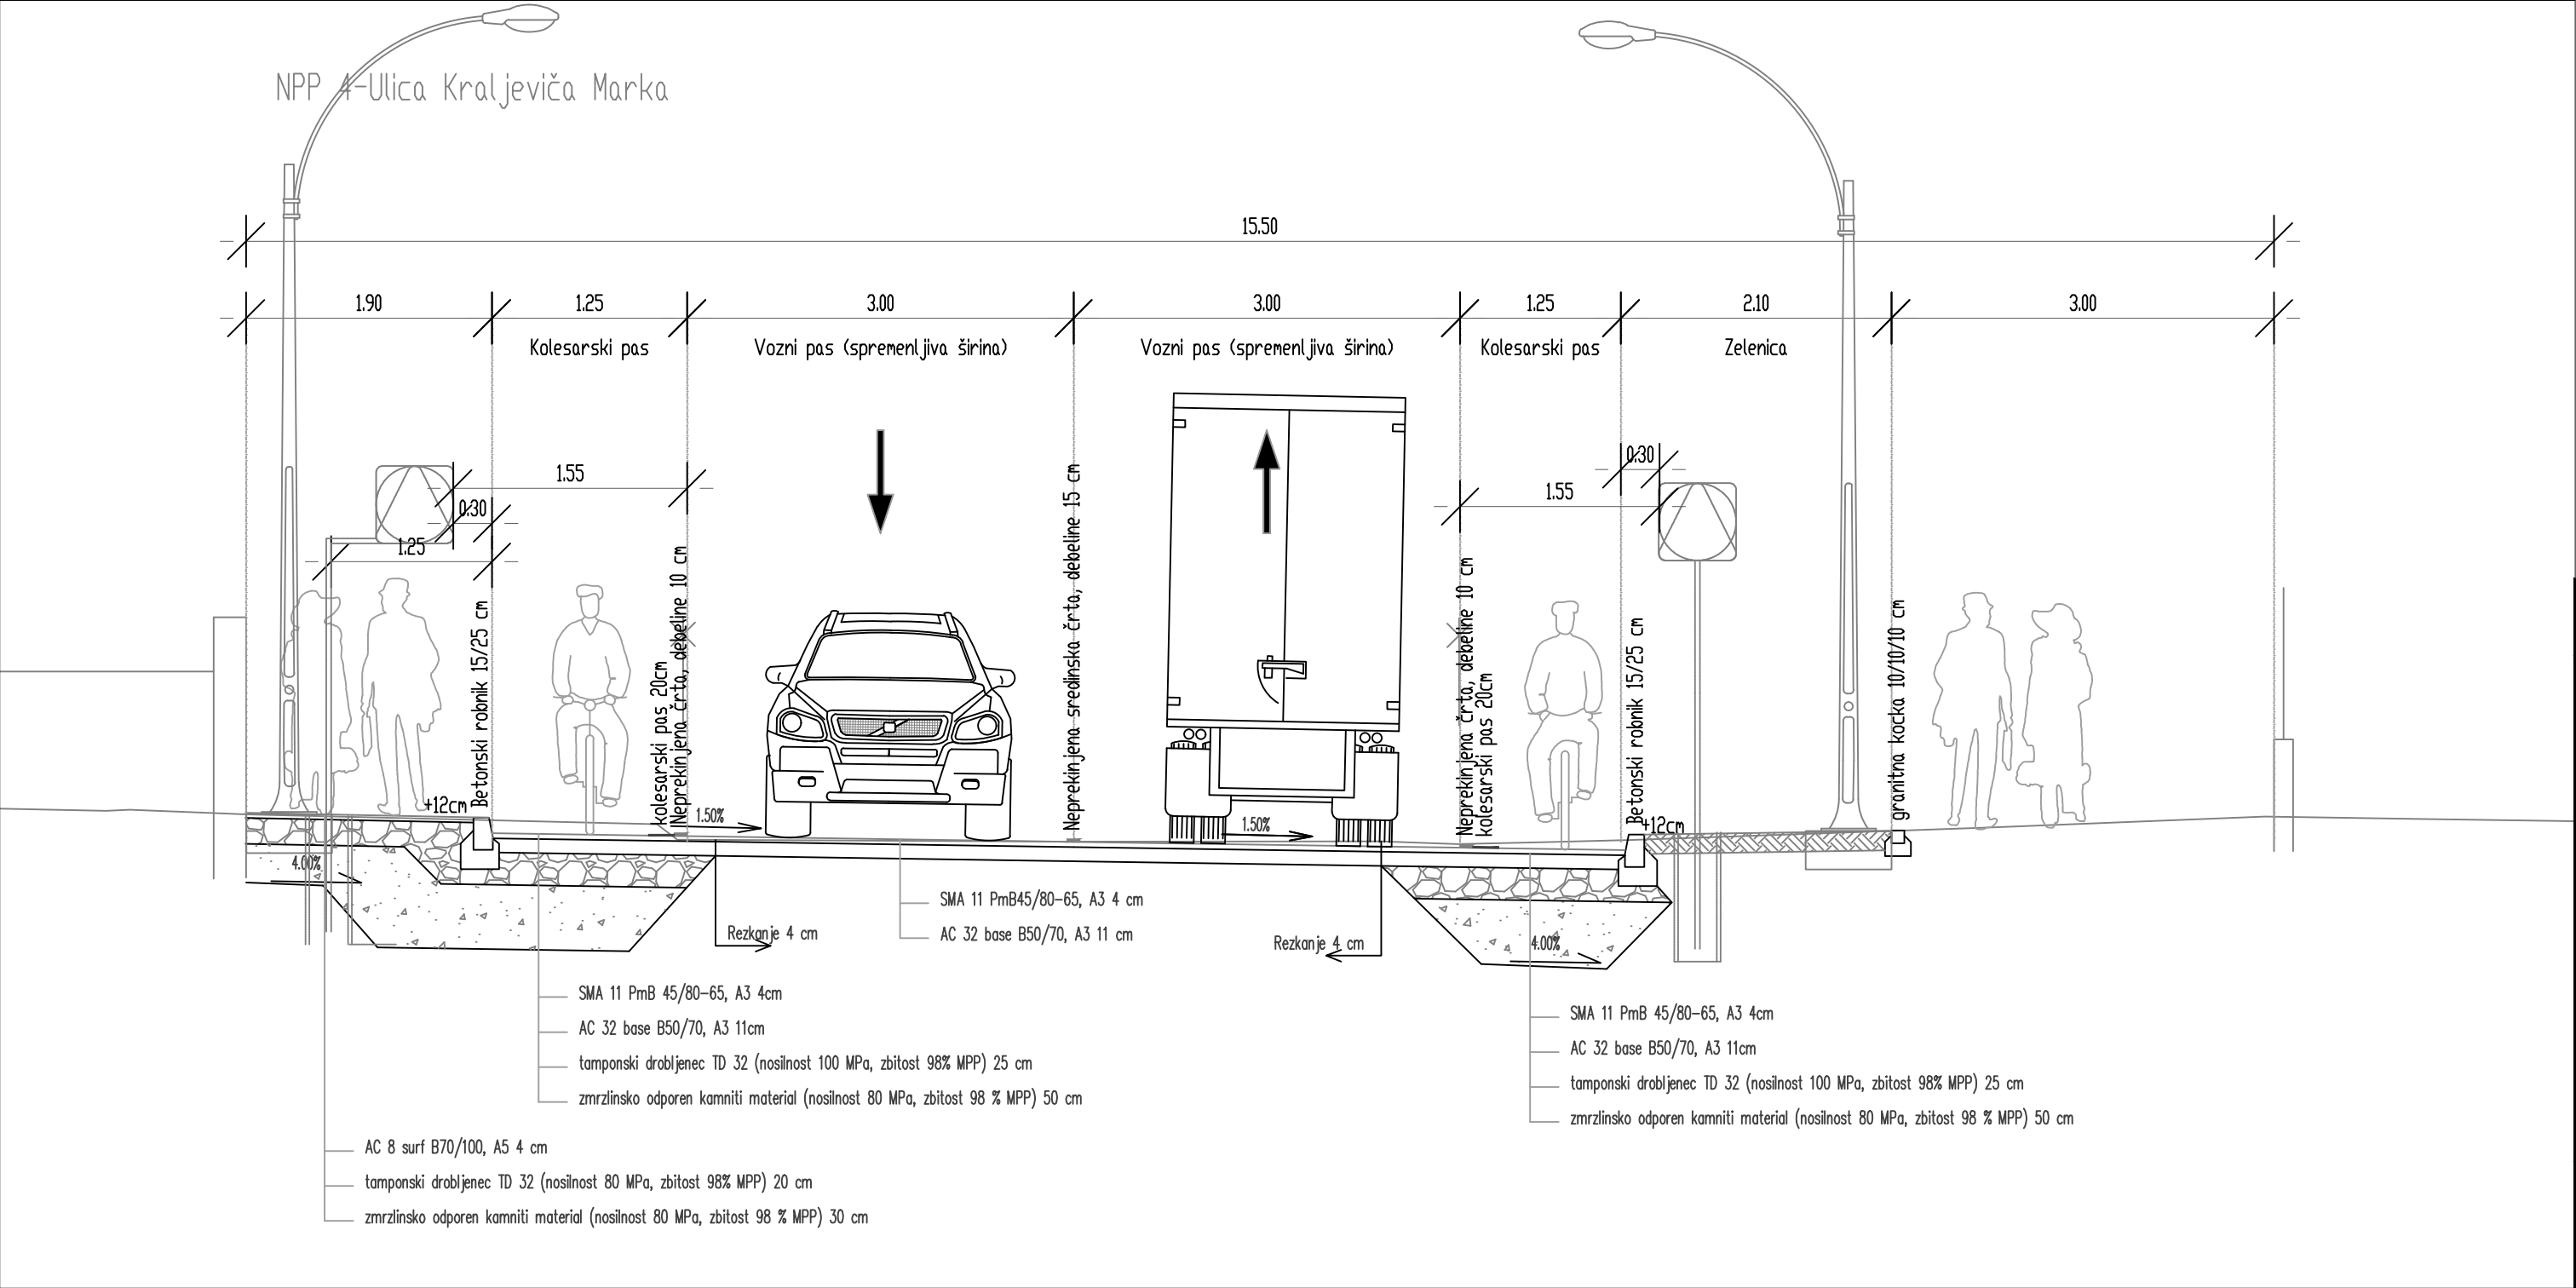 NPP 4-Ulica Kraljeviča Marka
15.50
1.90
1.25
3.00
3.00
1.25
2.10
3.00
Kolesarski pas
Vozni pas (spremenljiva širina)
Vozni pas (spremenljiva širina)
Kolesarski pas
Zelenica
1.55
0.30
1.25
1.55
0.30
Betonski robnik 15/25 cm
kolesarski pas 20cm
Neprekinjena črta, debeline 10 cm
Neprekinjena sredinska črta, debeline 15 cm
Neprekinjena črta, debeline 10 cm
kolesarski pas 20cm
Betonski robnik 15/25 cm
granitna kocka 10/10/10 cm
+12cm
1.50%
1.50%
+12cm
4.00%
4.00%
SMA 11 PmB45/80-65, A3 4 cm
AC 32 base B50/70, A3 11 cm
Rezkanje 4 cm
Rezkanje 4 cm
SMA 11 PmB 45/80-65, A3 4cm
AC 32 base B50/70, A3 11cm
tamponski drobljenec TD 32 (nosilnost 100 MPa, zbitost 98% MPP) 25 cm
zmrzlinsko odporen kamniti material (nosilnost 80 MPa, zbitost 98 % MPP) 50 cm
SMA 11 PmB 45/80-65, A3 4cm
AC 32 base B50/70, A3 11cm
tamponski drobljenec TD 32 (nosilnost 100 MPa, zbitost 98% MPP) 25 cm
zmrzlinsko odporen kamniti material (nosilnost 80 MPa, zbitost 98 % MPP) 50 cm
AC 8 surf B70/100, A5 4 cm
tamponski drobljenec TD 32 (nosilnost 80 MPa, zbitost 98% MPP) 20 cm
zmrzlinsko odporen kamniti material (nosilnost 80 MPa, zbitost 98 % MPP) 30 cm